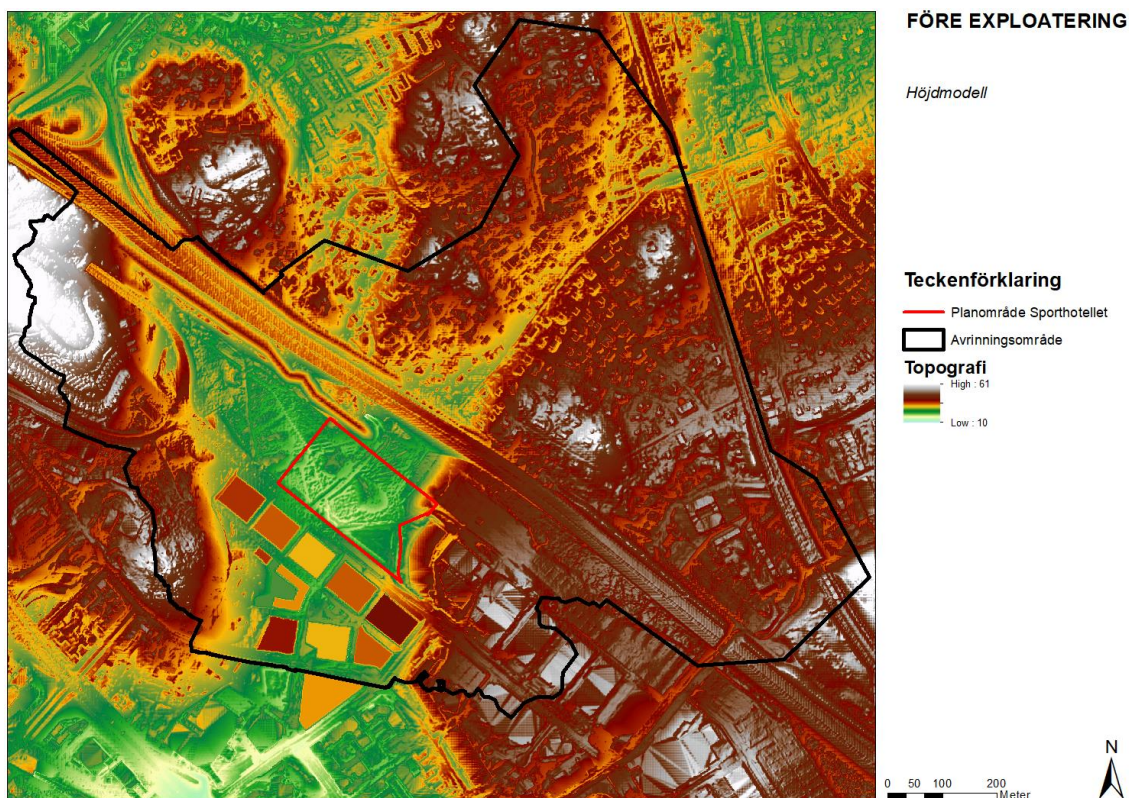 FÖRE EXPLOATERING
Höjdmodell
Teckenförklaring
Planområde Sporthotellet
Avrinningsområde
Topografi
High : 61
Low : 10
N
0 50 100 200
Meter